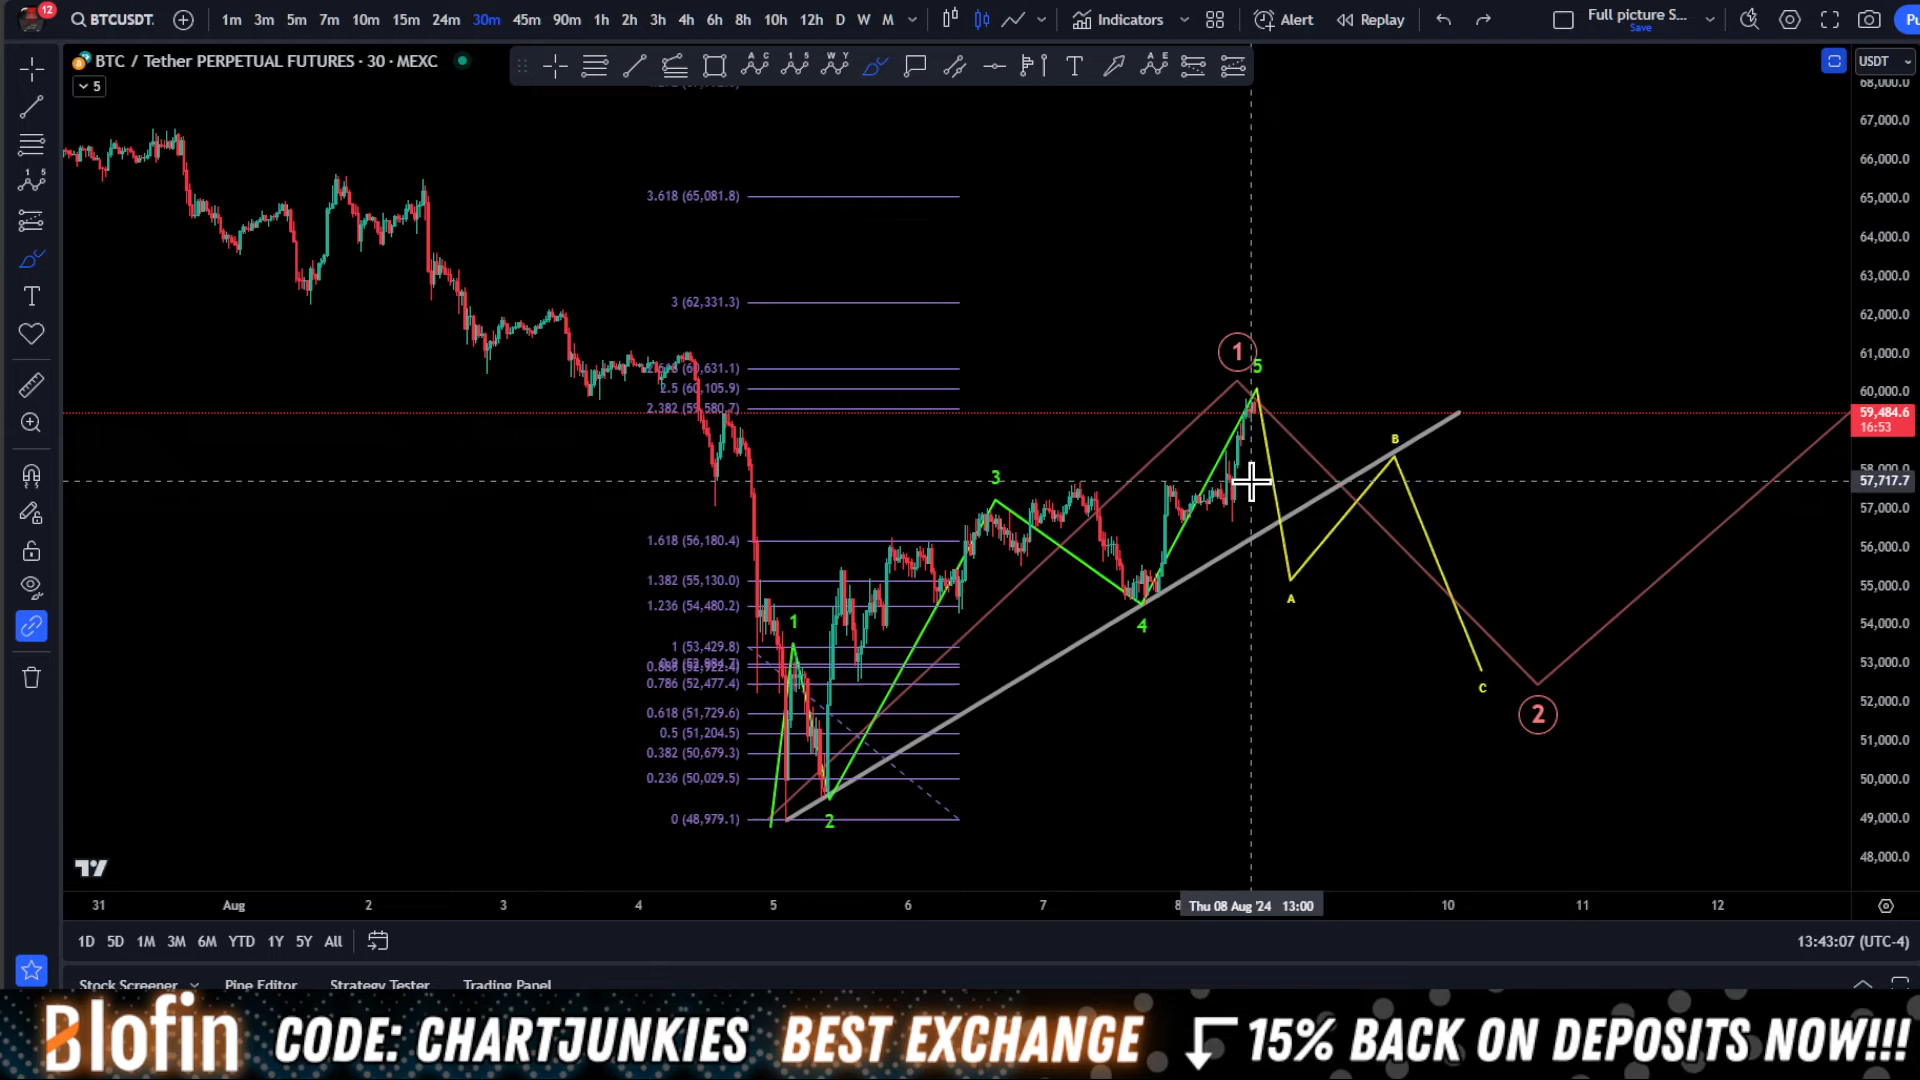 12
BTCUSDT.
1m 3m 5m 7m 10m 15m 24m 30m 45m 90m 1h 2h 3h 4h 6h 8h 10h 12h D W M
Indicators
Alert
Replay
Full picture S...
Save
Pu
BTC / Tether PERPETUAL FUTURES · 30 · MEXC
5
A C
1 5
W Y
A E
USDT
68,000.0
67,000.0
66,000.0
65,000.0
64,000.0
63,000.0
62,000.0
61,000.0
60,000.0
59,484.6
16:53
58,000.0
57,717.7
57,000.0
56,000.0
55,000.0
54,000.0
53,000.0
52,000.0
51,000.0
50,000.0
49,000.0
48,000.0
3.618 (65,081.8)
3 (62,331.3)
2.5 (60,105.9)
2.382 (59,580.7)
1.618 (56,180.4)
1.382 (55,130.0)
1.236 (54,480.2)
1 (53,429.8)
0.786 (52,477.4)
0.618 (51,729.6)
0.5 (51,204.5)
0.382 (50,679.3)
0.236 (50,029.5)
0 (48,979.1)
1
5
3
B
A
1
4
C
2
2
31 Aug 2 3 4 5 6 7 8 Thu 08 Aug '24 13:00 10 11 12
1D 5D 1M 3M 6M YTD 1Y 5Y All
13:43:07 (UTC-4)
Stock Screener Pine Editor Strategy Tester Trading Panel
Blofin CODE: CHARTJUNKIES BEST EXCHANGE 15% BACK ON DEPOSITS NOW!!!